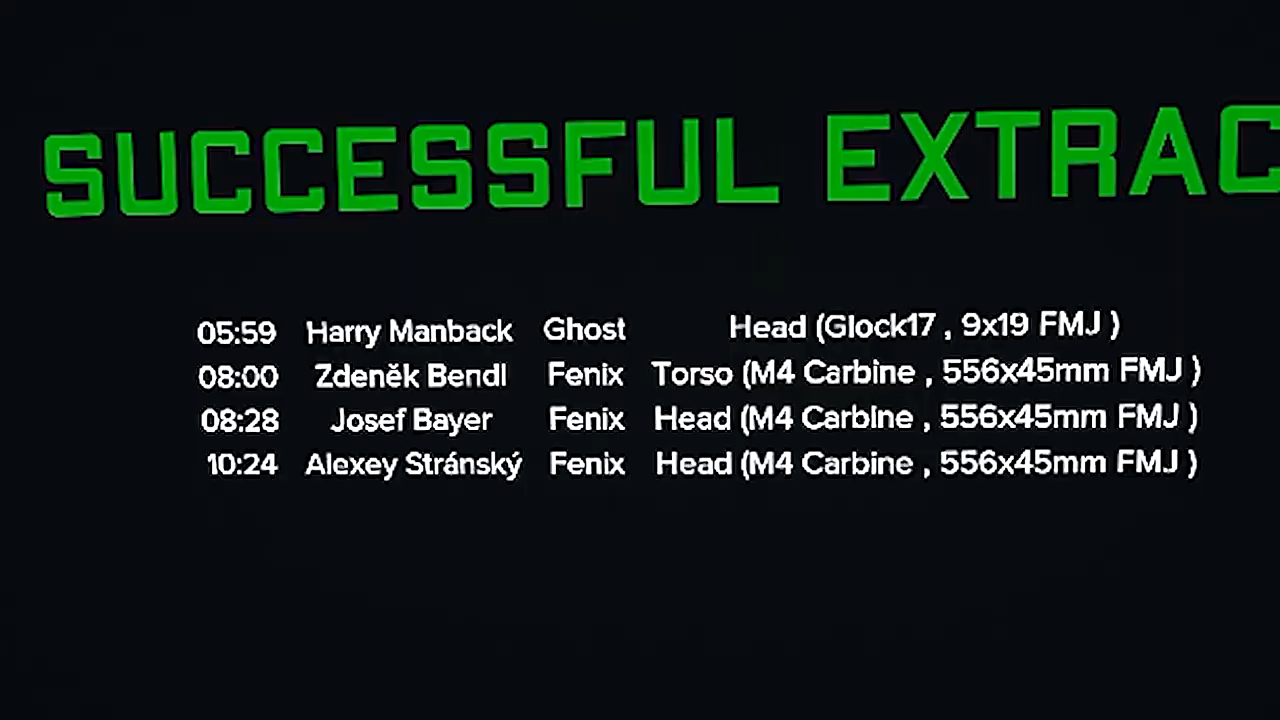 SUCCESSFUL EXTRAC
05:59 Harry Manback Ghost Head (Glock17 , 9x19 FMJ )
08:00 Zdeněk Bendl Fenix Torso (M4 Carbine , 556x45mm FMJ )
08:28 Josef Bayer Fenix Head (M4 Carbine , 556x45mm FMJ )
10:24 Alexey Stránský Fenix Head (M4 Carbine , 556x45mm FMJ )